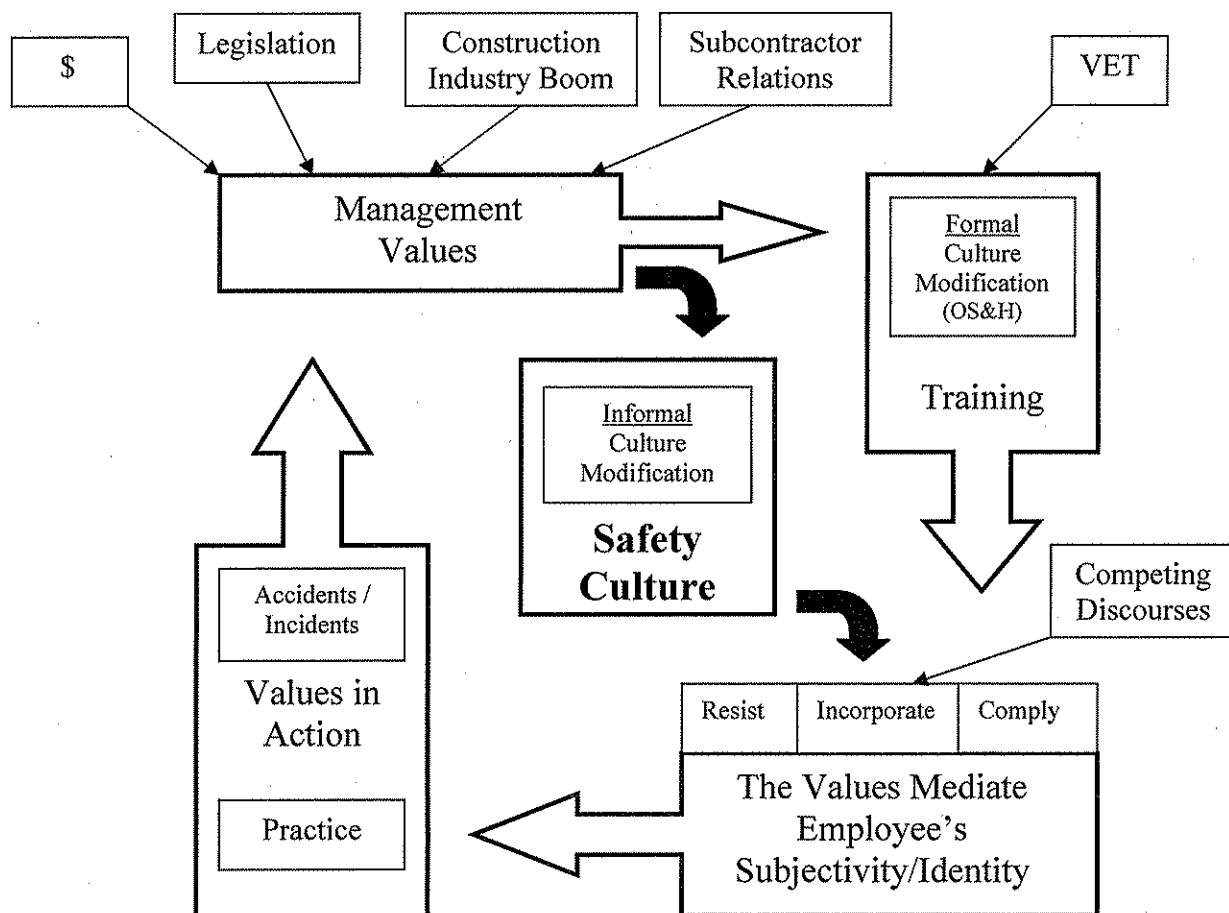 $
Legislation
Construction
Industry Boom
Subcontractor
Relations
VET
Management
Values
Formal
Culture
Modification
(OS&H)
Training
Informal
Culture
Modification
Safety
Culture
Competing
Discourses
Accidents /
Incidents
Values in
Action
Practice
Resist
Incorporate
Comply
The Values Mediate
Employee's
Subjectivity/Identity